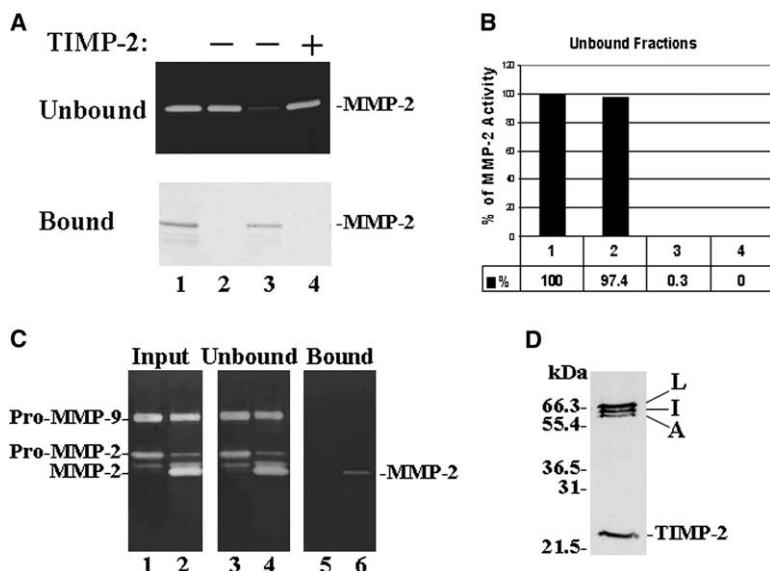 A
TIMP-2: – – +
Unbound -MMP-2
Bound -MMP-2
1 2 3 4
B
Unbound Fractions
% of MMP-2 Activity
120
100
80
60
40
20
0
1 2 3 4
% 100 97.4 0.3 0
C
Input Unbound Bound
Pro-MMP-9-
Pro-MMP-2-
MMP-2- -MMP-2
1 2 3 4 5 6
D
kDa
L
66.3-
I
55.4-
A
36.5-
31-
-TIMP-2
21.5-